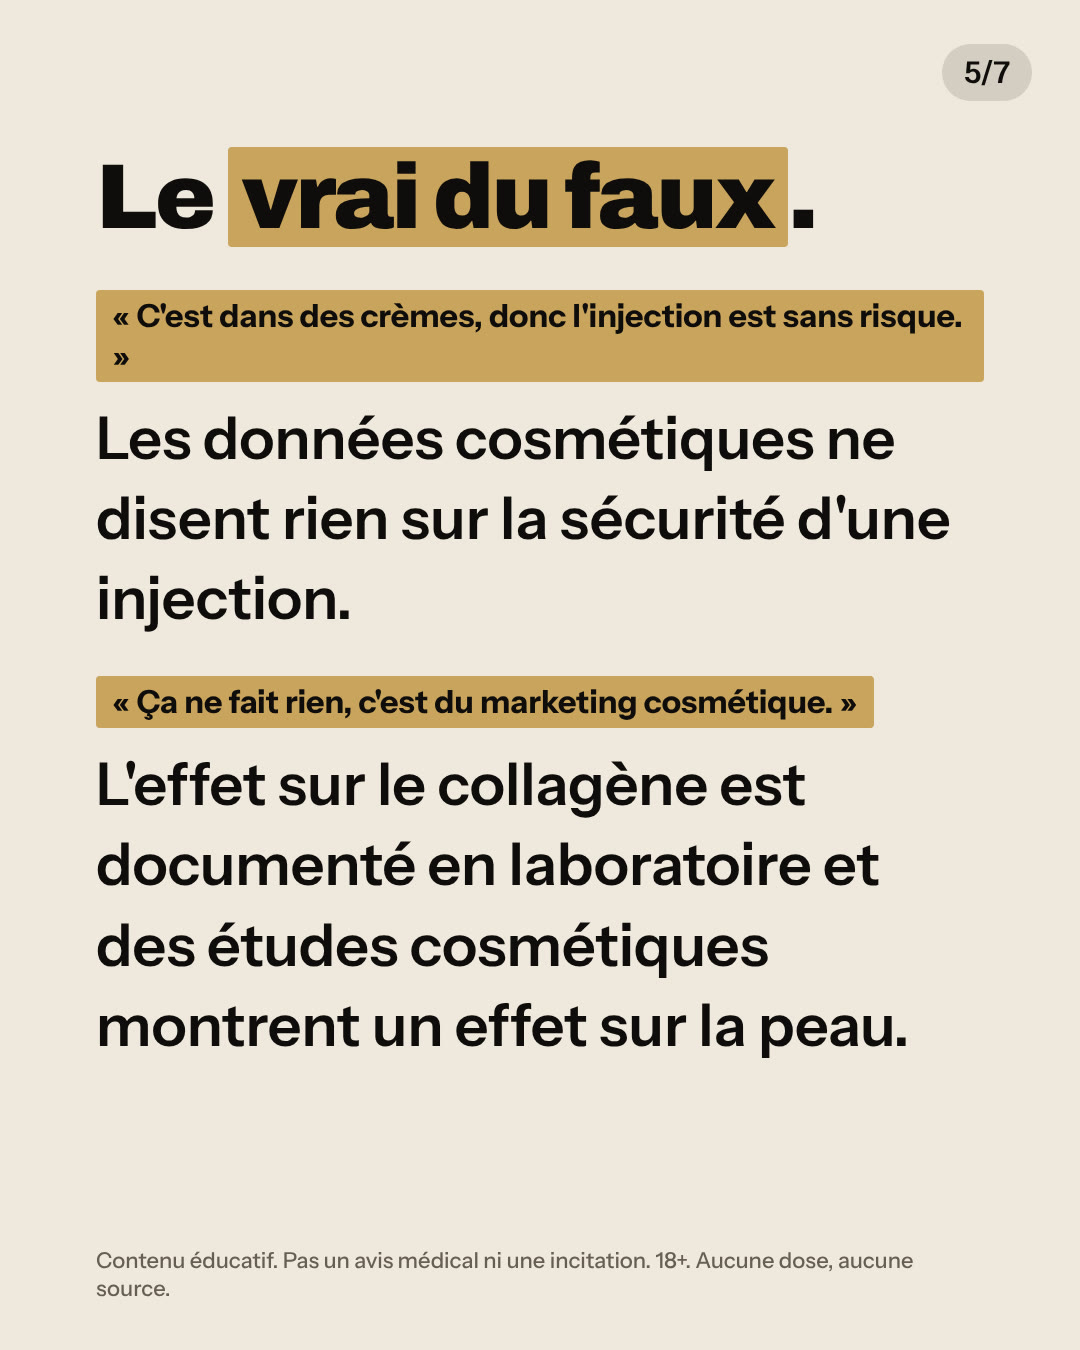 5/7
Le vrai du faux.
« C'est dans des crèmes, donc l'injection est sans risque.
»
Les données cosmétiques ne
disent rien sur la sécurité d'une
injection.
« Ça ne fait rien, c'est du marketing cosmétique. »
L'effet sur le collagène est
documenté en laboratoire et
des études cosmétiques
montrent un effet sur la peau.
Contenu éducatif. Pas un avis médical ni une incitation. 18+. Aucune dose, aucune
source.